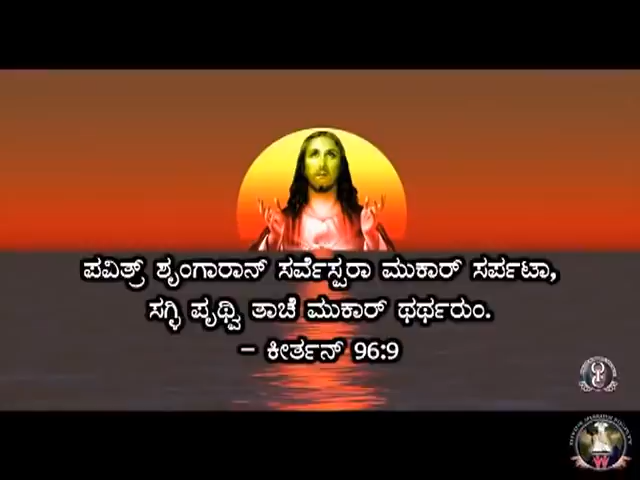 ಪವಿತ್ರ್ ಶೃಂಗಾರಾನ್ ಸರ್ವೆಸ್ಪರಾ ಮುಕಾರ್ ಸರ್ಪಟಾ,
ಸಗ್ಳಿ ಪೃಥ್ವಿ ತಾಚೆ ಮುಕಾರ್ ಥರ್ಥರುಂ.
– ಕೀರ್ತನ್ 96:9